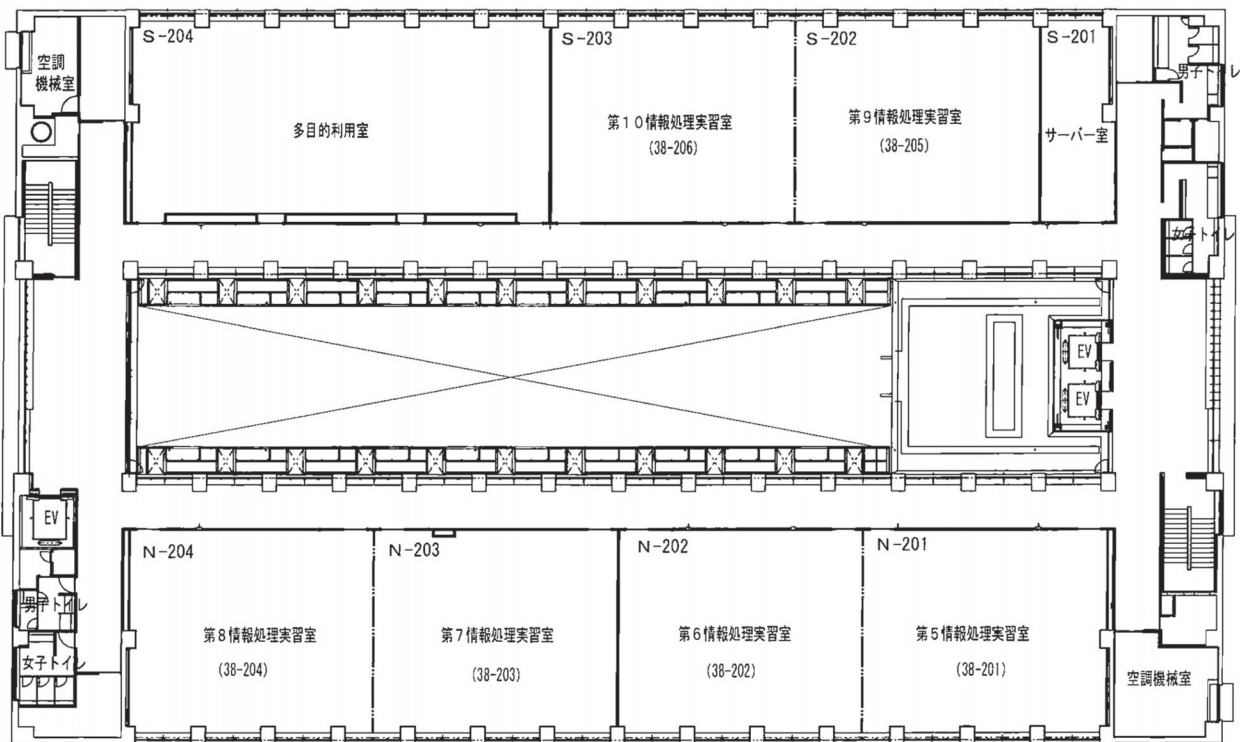 S-204
S-203
S-202
S-201
空調
機械室
男子トイレ
多目的利用室
第10情報処理実習室
(38-206)
第9情報処理実習室
(38-205)
サーバー室
女子トイレ
EV
EV
EV
N-204
N-203
N-202
N-201
男子トイレ
女子トイレ
第8情報処理実習室
(38-204)
第7情報処理実習室
(38-203)
第6情報処理実習室
(38-202)
第5情報処理実習室
(38-201)
空調機械室